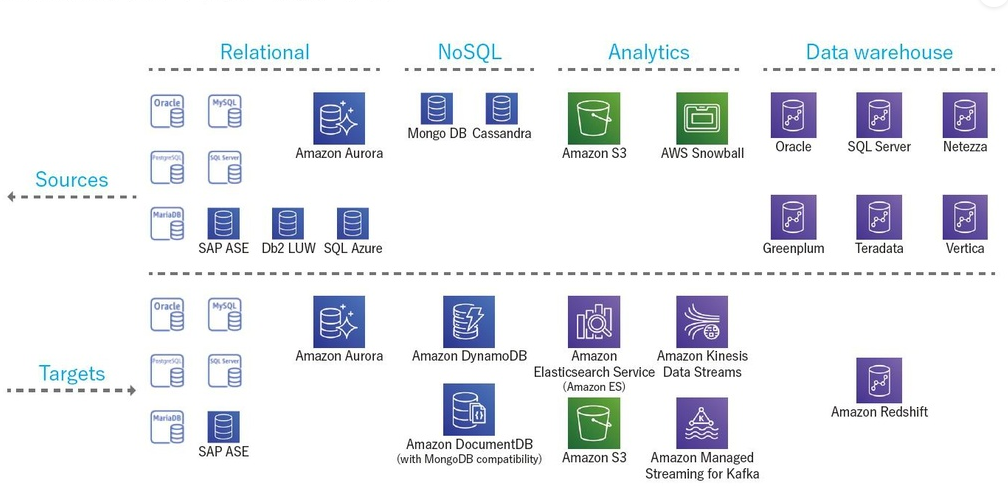 Relational
NoSQL
Analytics
Data warehouse
Sources
Oracle
MySQL
Amazon Aurora
Mongo DB
Cassandra
Amazon S3
AWS Snowball
Oracle
SQL Server
Netezza
PostgreSQL
SQL Server
MariaDB
SAP ASE
Db2 LUW
SQL Azure
Greenplum
Teradata
Vertica
Targets
Oracle
MySQL
Amazon Aurora
Amazon DynamoDB
Amazon
Elasticsearch Service
(Amazon ES)
Amazon Kinesis
Data Streams
PostgreSQL
SQL Server
Amazon Redshift
MariaDB
SAP ASE
Amazon DocumentDB
(with MongoDB compatibility)
Amazon S3
K
Amazon Managed
Streaming for Kafka